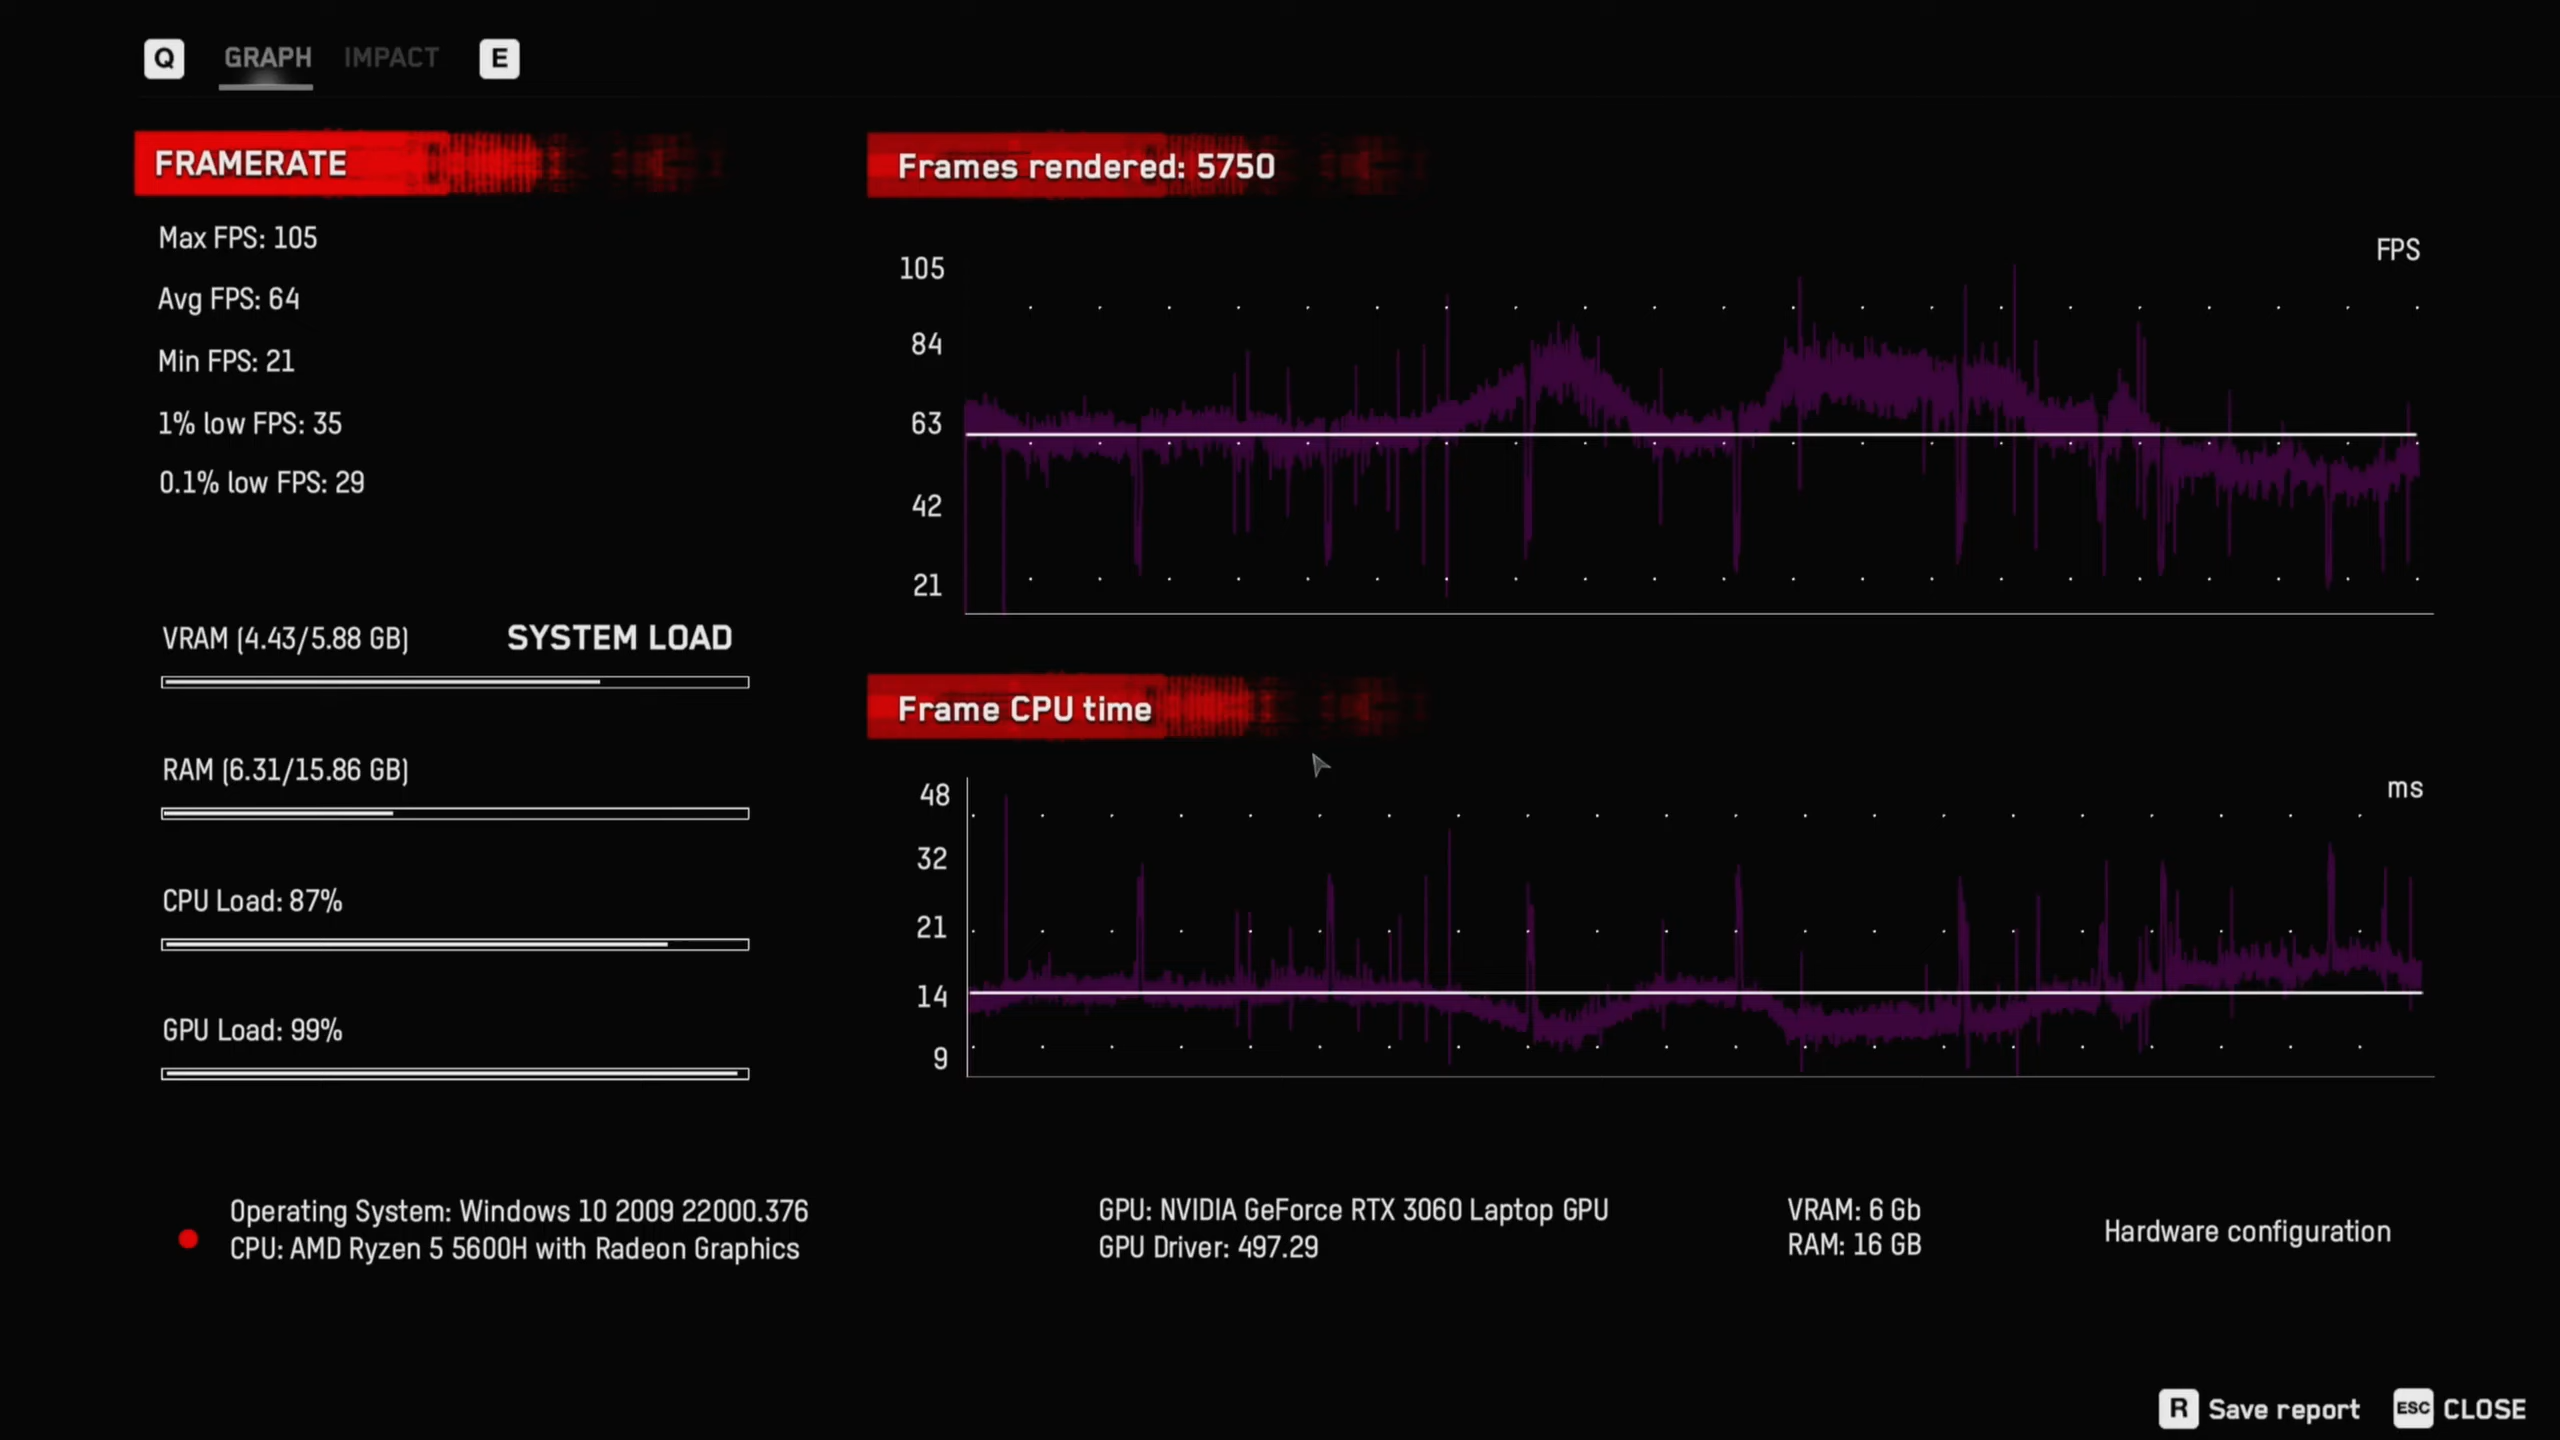 Q GRAPH IMPACT E
FRAMERATE
Max FPS: 105
Avg FPS: 64
Min FPS: 21
1% low FPS: 35
0.1% low FPS: 29
VRAM (4.43/5.88 GB) SYSTEM LOAD
RAM (6.31/15.86 GB)
CPU Load: 87%
GPU Load: 99%
Frames rendered: 5750
FPS
105
84
63
42
21
Frame CPU time
ms
48
32
21
14
9
Operating System: Windows 10 2009 22000.376
CPU: AMD Ryzen 5 5600H with Radeon Graphics
GPU: NVIDIA GeForce RTX 3060 Laptop GPU
GPU Driver: 497.29
VRAM: 6 Gb
RAM: 16 GB
Hardware configuration
R Save report ESC CLOSE